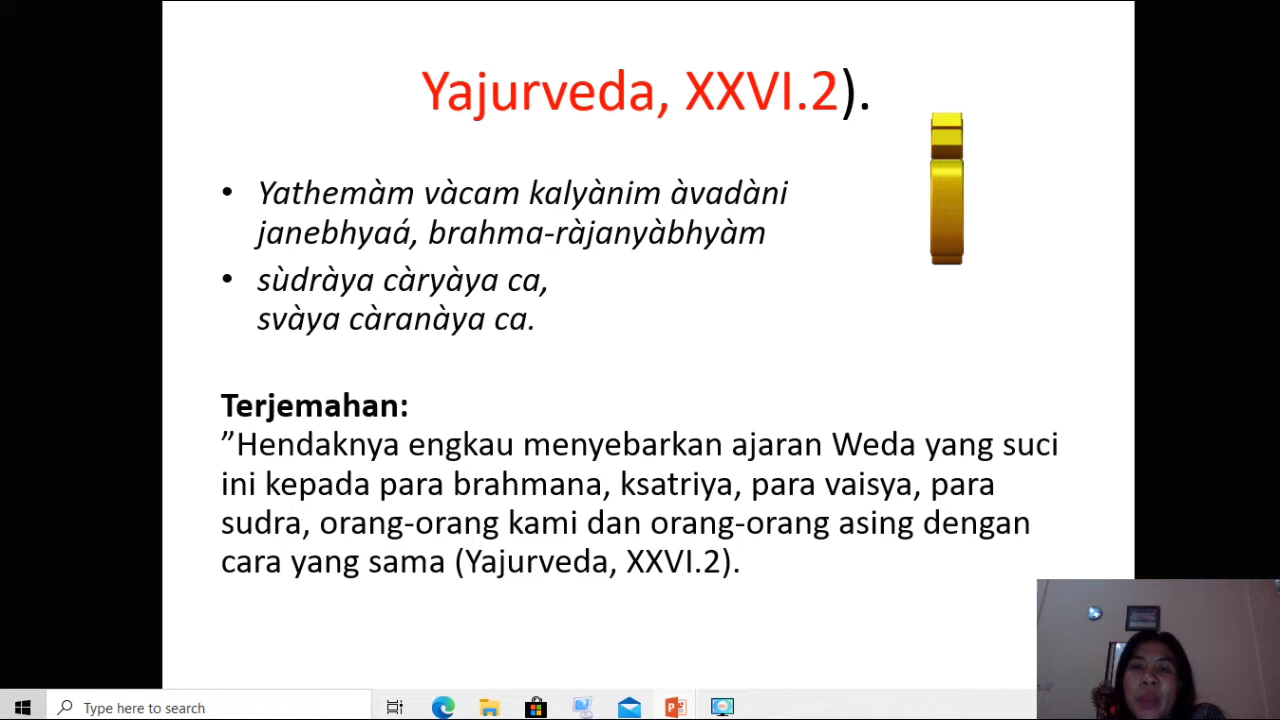 Yajurveda, XXVI.2).
• Yathemàm vàcam kalyànim àvadàni
janebhyaá, brahma-ràjanyàbhyàm
• sùdràya càryàya ca,
svàya càranàya ca.
Terjemahan:
”Hendaknya engkau menyebarkan ajaran Weda yang suci
ini kepada para brahmana, ksatriya, para vaisya, para
sudra, orang-orang kami dan orang-orang asing dengan
cara yang sama (Yajurveda, XXVI.2).
Type here to search